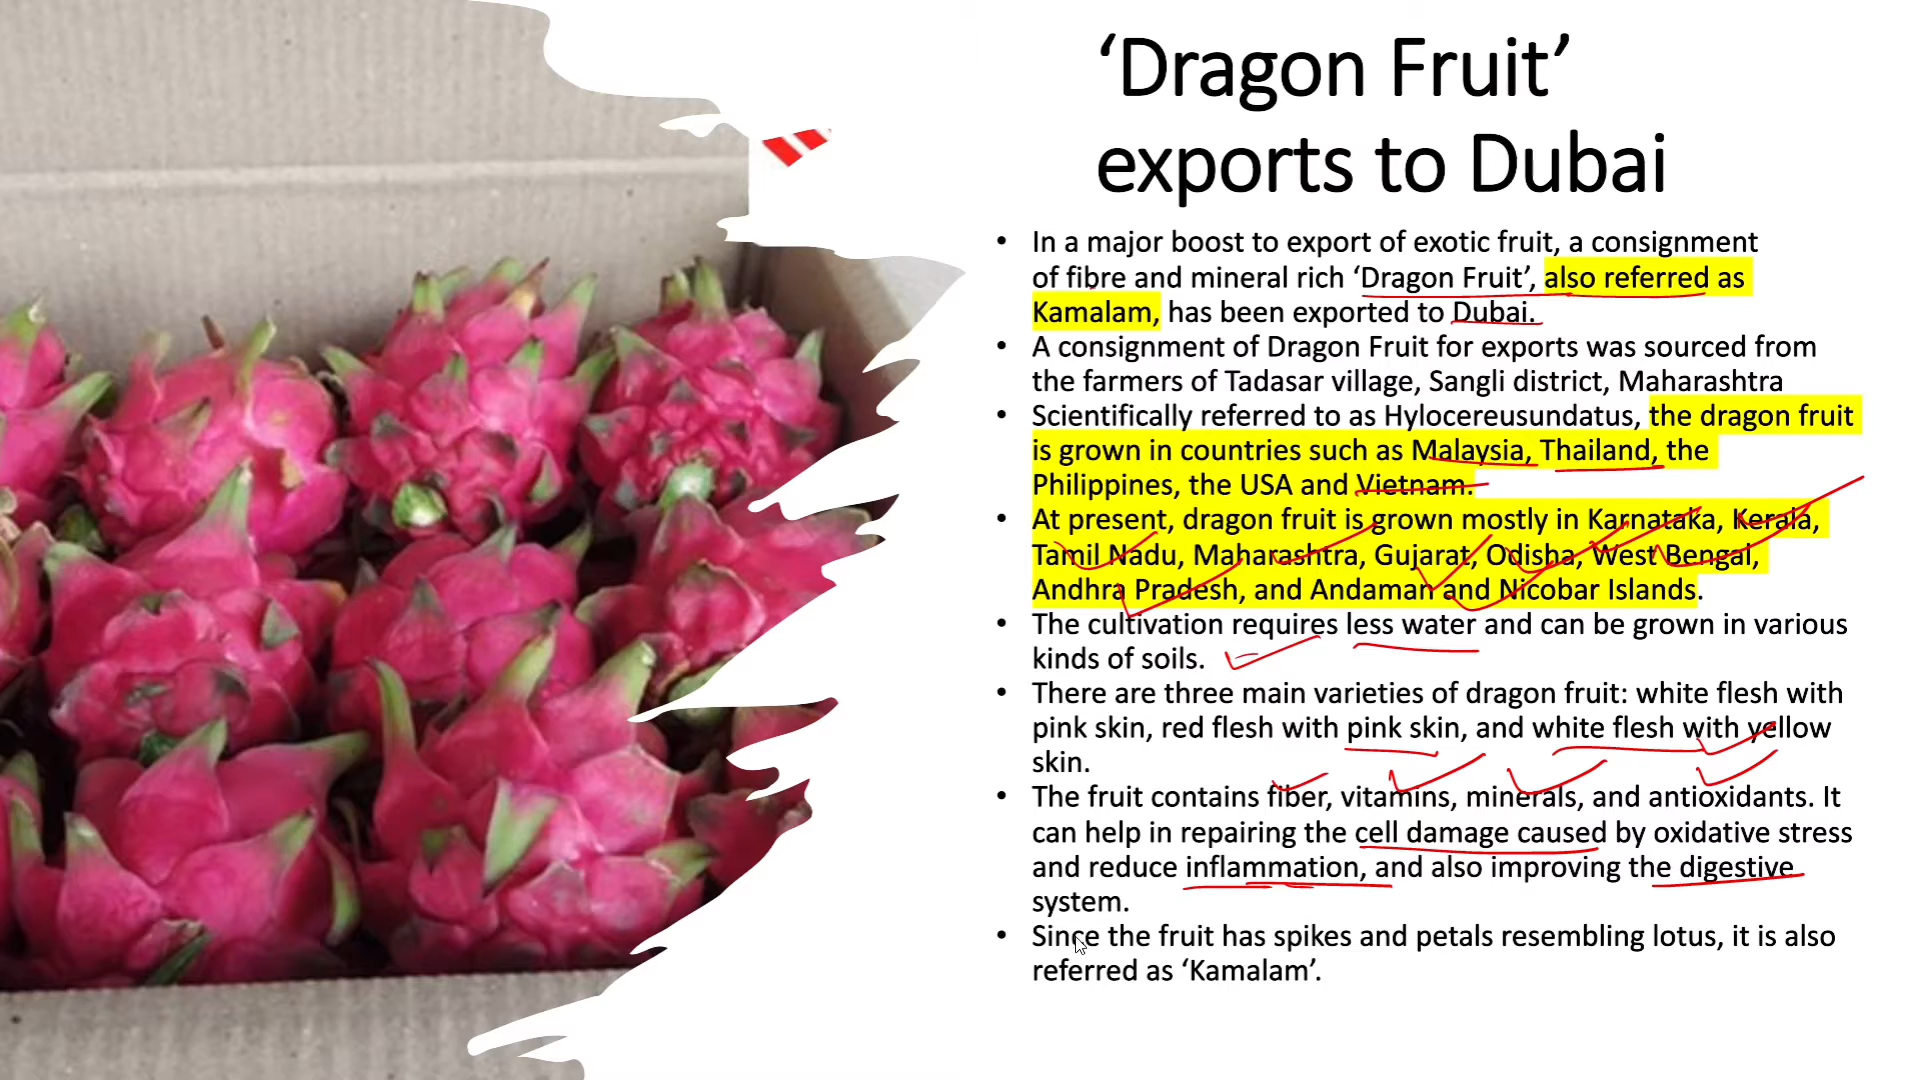 ‘Dragon Fruit’
exports to Dubai
• In a major boost to export of exotic fruit, a consignment
of fibre and mineral rich ‘Dragon Fruit’, also referred as
Kamalam, has been exported to Dubai.
• A consignment of Dragon Fruit for exports was sourced from
the farmers of Tadasar village, Sangli district, Maharashtra
• Scientifically referred to as Hylocereusundatus, the dragon fruit
is grown in countries such as Malaysia, Thailand, the
Philippines, the USA and Vietnam.
• At present, dragon fruit is grown mostly in Karnataka, Kerala,
Tamil Nadu, Maharashtra, Gujarat, Odisha, West Bengal,
Andhra Pradesh, and Andaman and Nicobar Islands.
• The cultivation requires less water and can be grown in various
kinds of soils.
• There are three main varieties of dragon fruit: white flesh with
pink skin, red flesh with pink skin, and white flesh with yellow
skin.
• The fruit contains fiber, vitamins, minerals, and antioxidants. It
can help in repairing the cell damage caused by oxidative stress
and reduce inflammation, and also improving the digestive
system.
• Since the fruit has spikes and petals resembling lotus, it is also
referred as ‘Kamalam’.